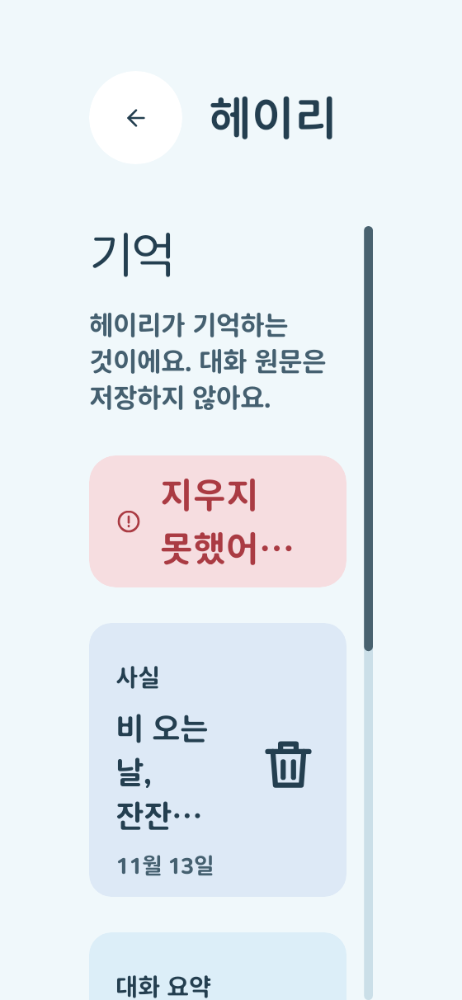 헤이리
기억
헤이리가 기억하는
것이에요. 대화 원문은
저장하지 않아요.
지우지
못했어…
사실
비 오는
날,
잔잔…
11월 13일
대화 요약